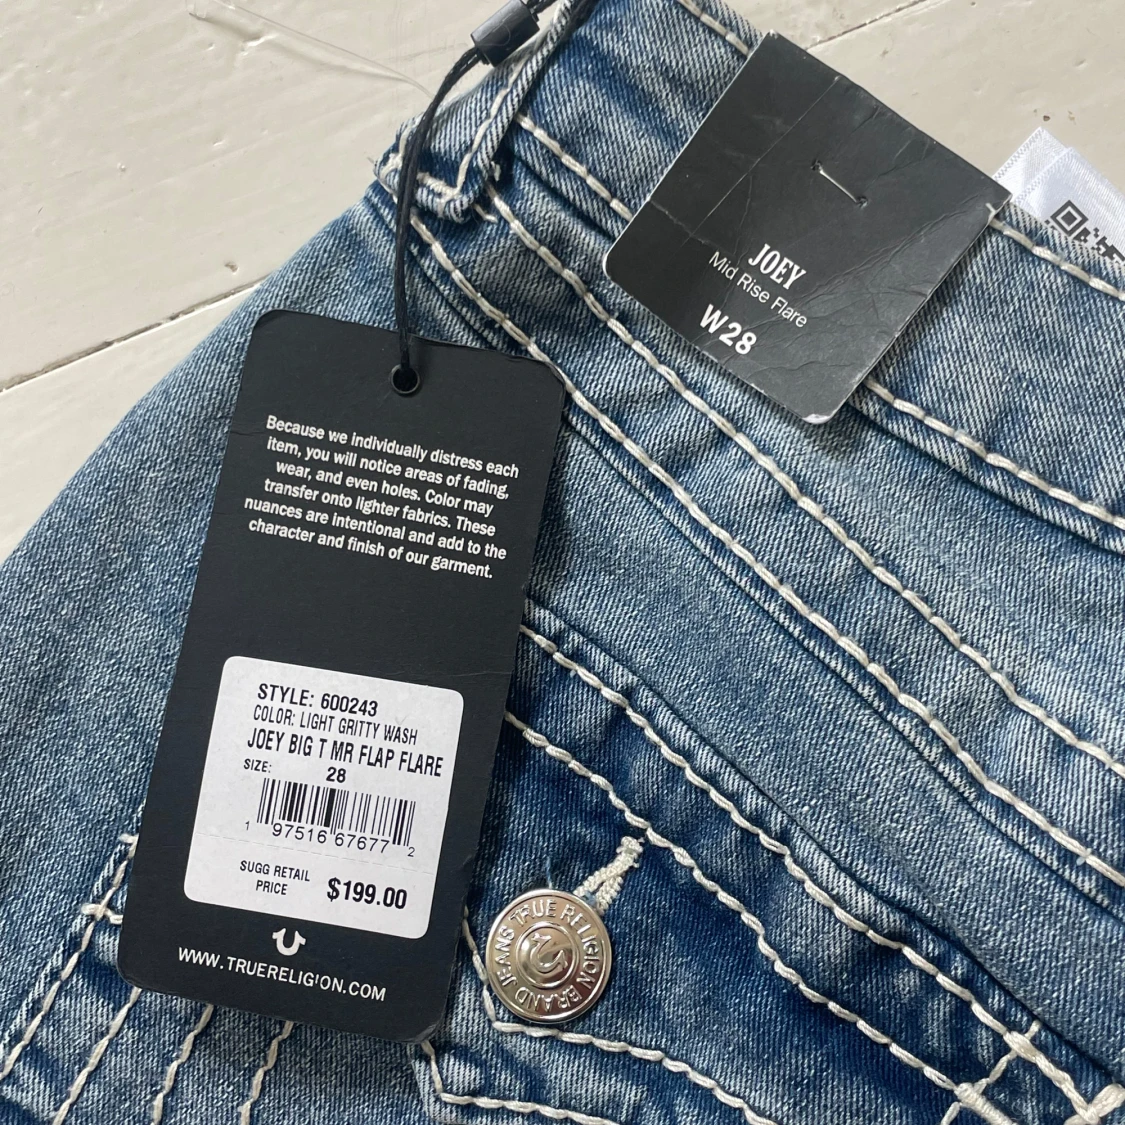 JOEY
Mid Rise Flare
W28
Because we individually distress each
item, you will notice areas of fading,
wear, and even holes. Color may
transfer onto lighter fabrics. These
nuances are intentional and add to the
character and finish of our garment.
STYLE: 600243
COLOR: LIGHT GRITTY WASH
JOEY BIG T MR FLAP FLARE
SIZE:
28
1 97516 67677 2
SUGG RETAIL
PRICE
$199.00
WWW.TRUERELIGION.COM
TRUE RELIGION BRAND JEANS